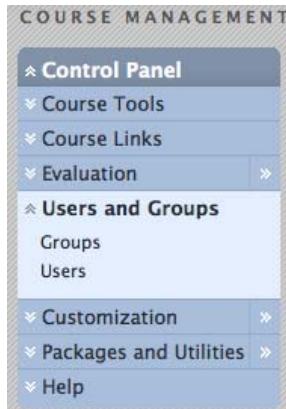 COURSE MANAGEMENT
Control Panel
Course Tools
Course Links
Evaluation
Users and Groups
Groups
Users
Customization
Packages and Utilities
Help